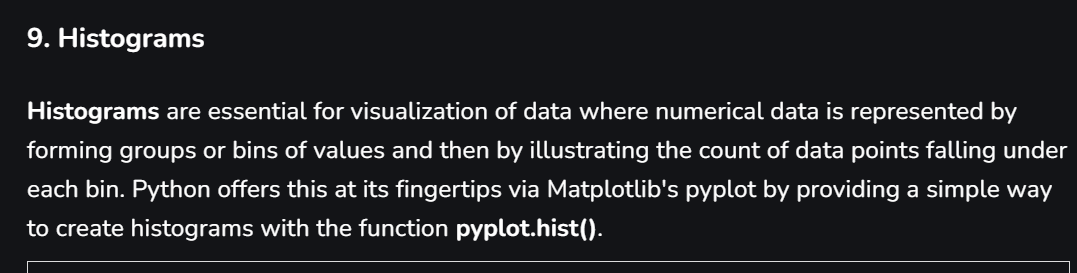 9. Histograms
Histograms are essential for visualization of data where numerical data is represented by
forming groups or bins of values and then by illustrating the count of data points falling under
each bin. Python offers this at its fingertips via Matplotlib's pyplot by providing a simple way
to create histograms with the function pyplot.hist().